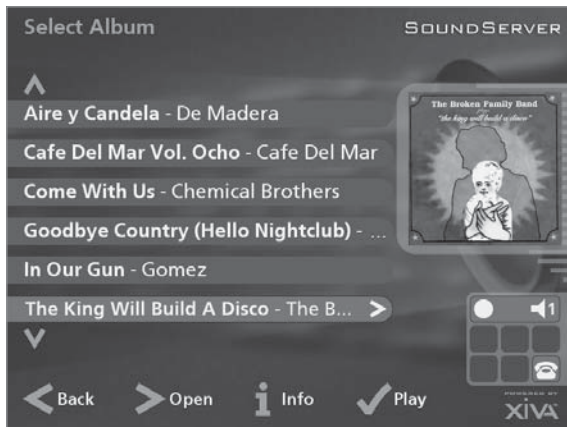 Select Album
SOUNDSERVER
Aire y Candela - De Madera
The Broken Family Band
"the king will build a disco"
Cafe Del Mar Vol. Ocho - Cafe Del Mar
Come With Us - Chemical Brothers
Goodbye Country (Hello Nightclub) - ...
In Our Gun - Gomez
The King Will Build A Disco - The B... >
1
Back
Open
i Info
Play
POWERED BY
XIVA